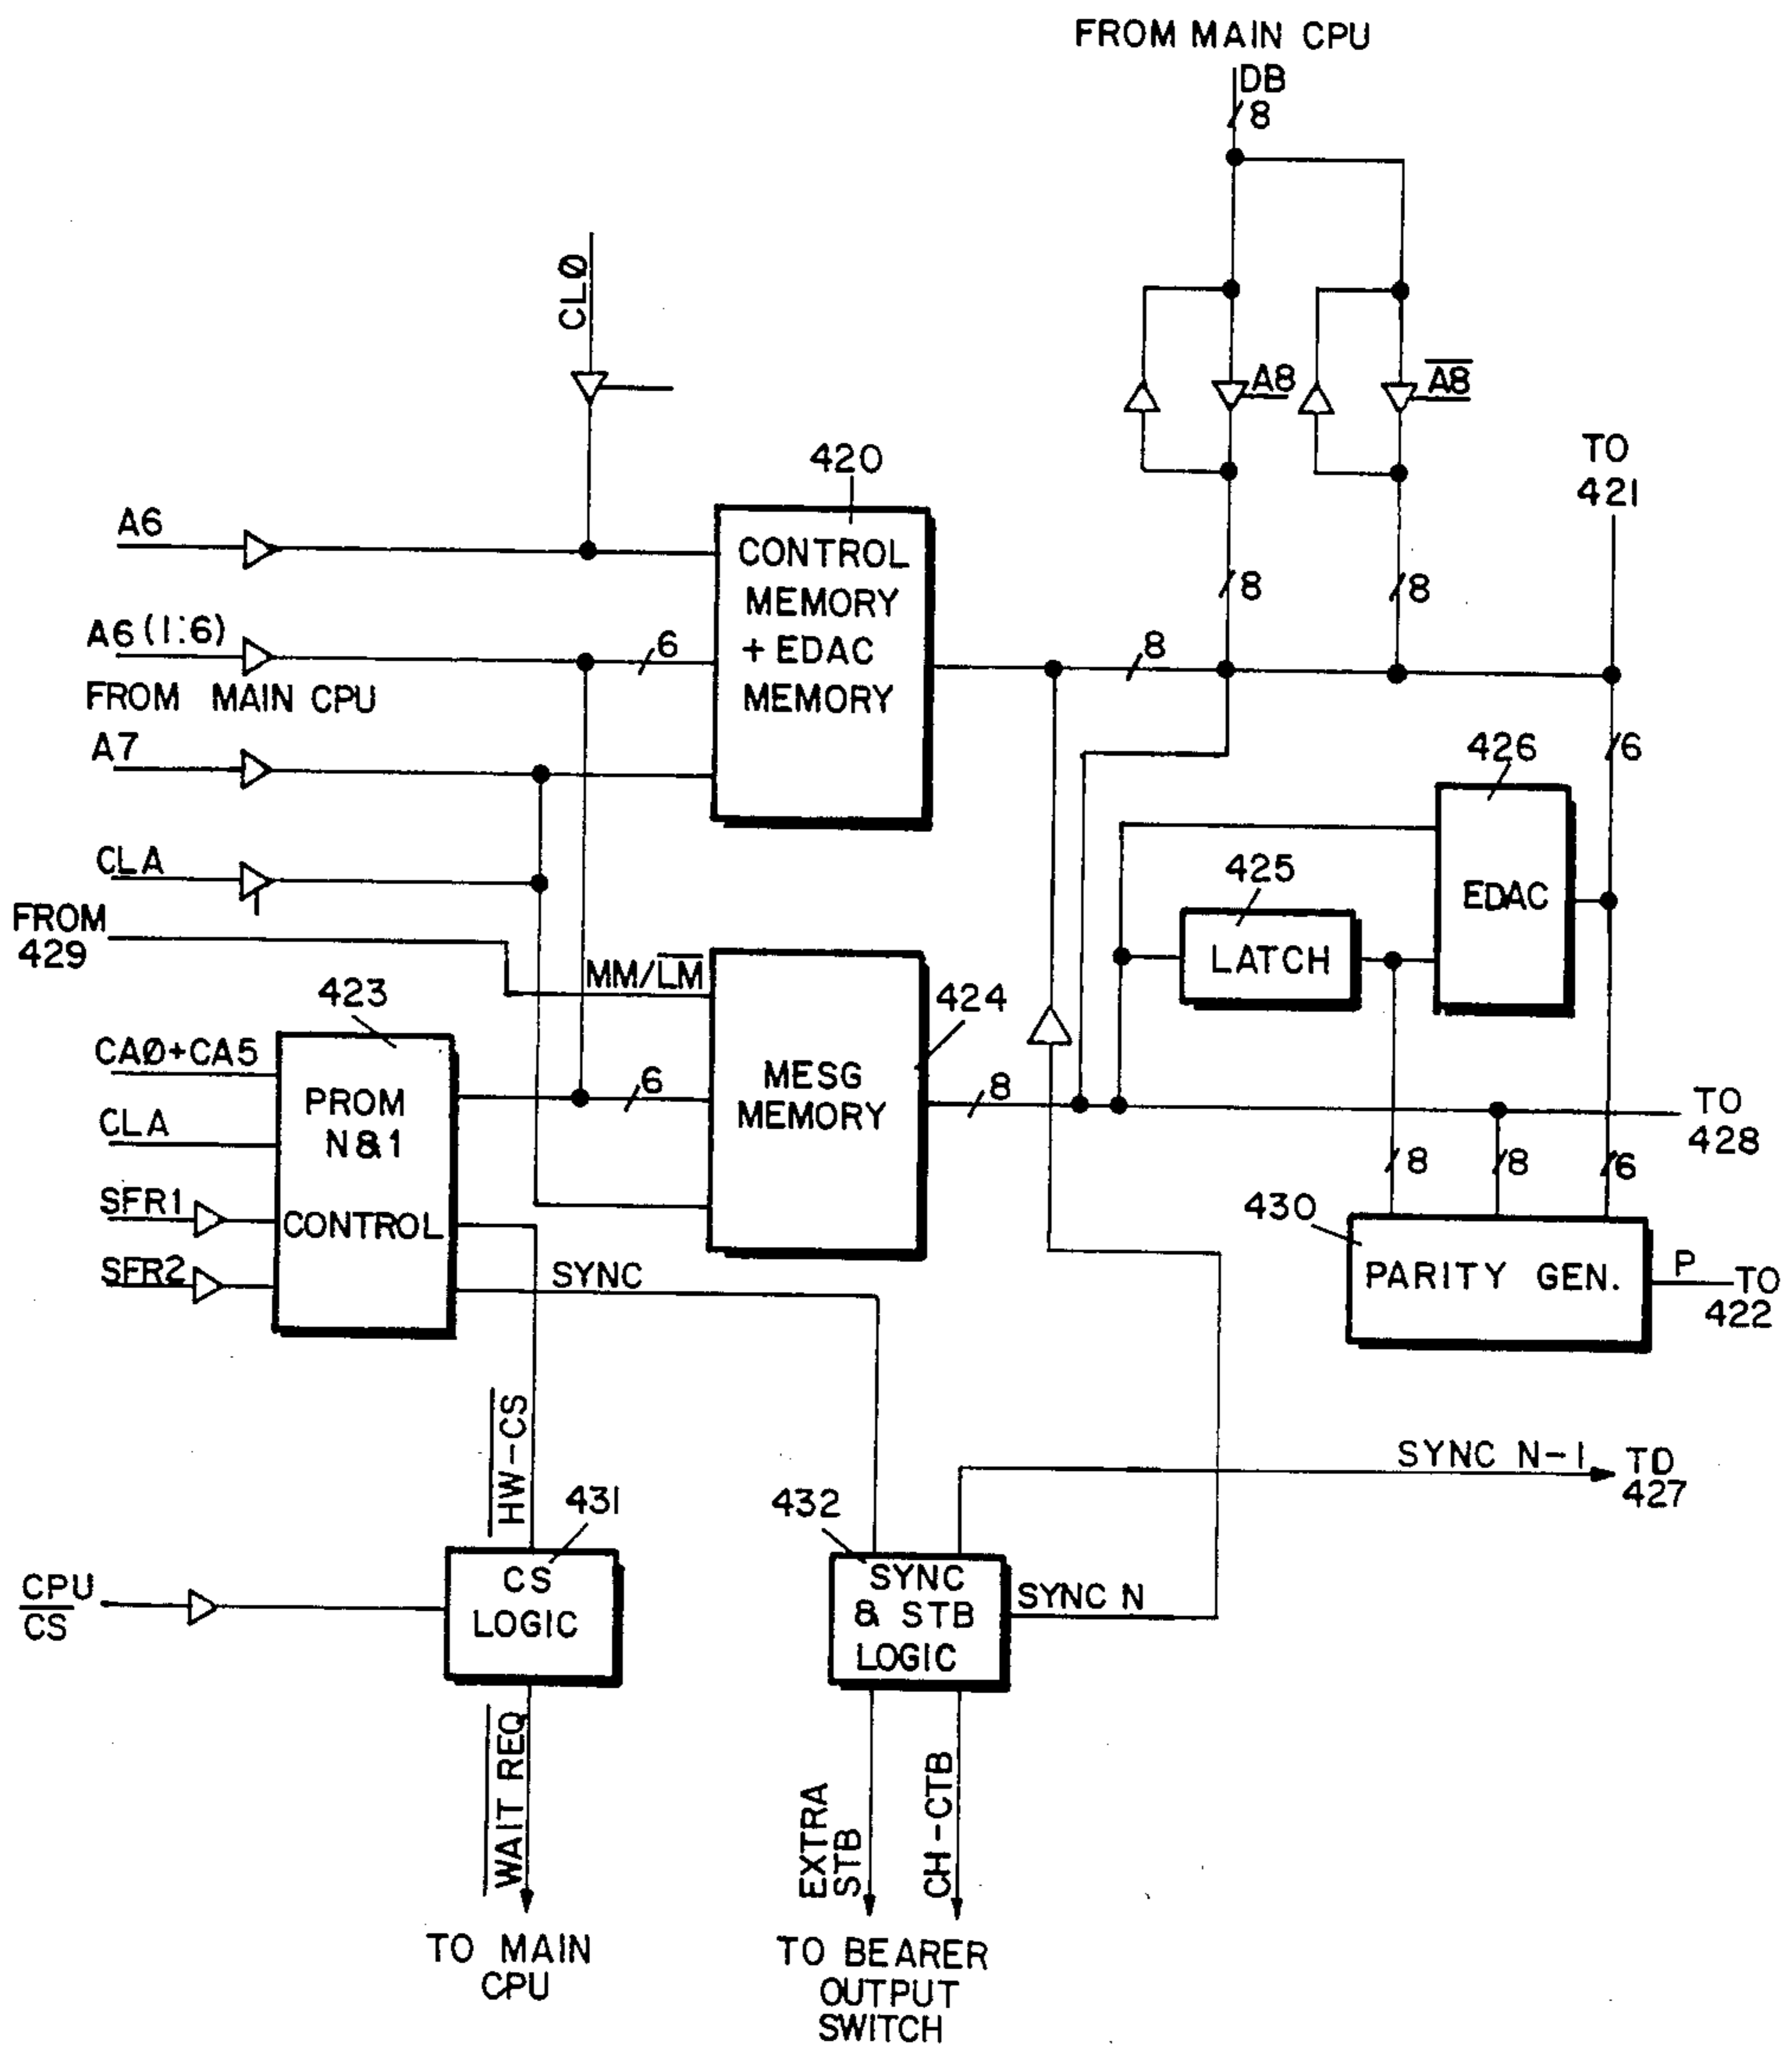 FROM MAIN CPU
DB
8
CLØ
A8
A8
TO
421
420
A6
CONTROL
MEMORY
+ EDAC
MEMORY
8
8
A6 (1:6)
6
8
FROM MAIN CPU
A7
426
6
CLA
425
EDAC
FROM
429
LATCH
MM/LM
423
424
CAØ+CA5
PROM
N&1
CONTROL
6
MESG
MEMORY
8
TO
428
CLA
8
8
6
SFR1
430
SFR2
SYNC
PARITY GEN.
P
TO
422
HW-CS
SYNC N-1
TO
427
431
432
CPU
CS
CS
LOGIC
SYNC
& STB
LOGIC
SYNC N
WAIT REQ
EXTRA
STB
CH-CTB
TO MAIN
CPU
TO BEARER
OUTPUT
SWITCH